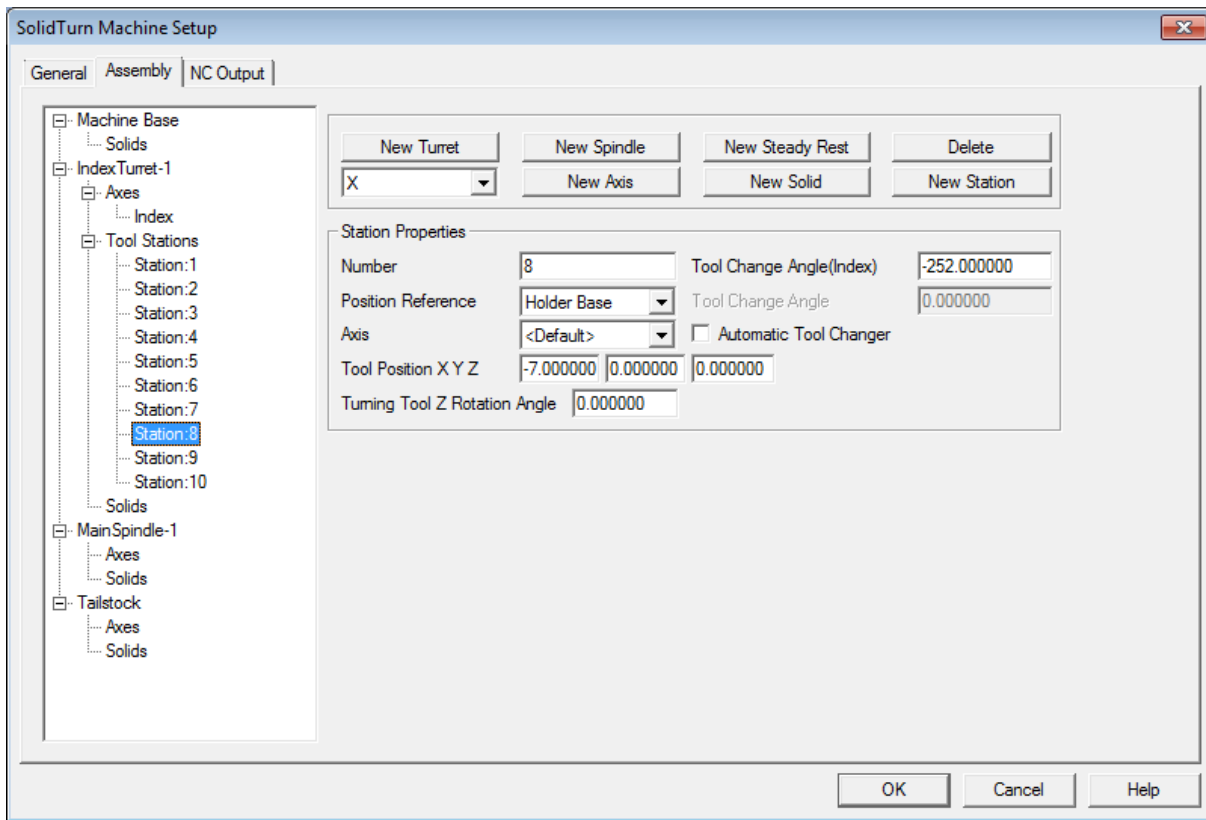 SolidTurn Machine Setup
General Assembly NC Output
Machine Base
Solids
IndexTurret-1
Axes
Index
Tool Stations
Station:1
Station:2
Station:3
Station:4
Station:5
Station:6
Station:7
Station:8
Station:9
Station:10
Solids
MainSpindle-1
Axes
Solids
Tailstock
Axes
Solids
New Turret New Spindle New Steady Rest Delete
X New Axis New Solid New Station
Station Properties
Number 8 Tool Change Angle(Index) -252.000000
Position Reference Holder Base Tool Change Angle 0.000000
Axis <Default> Automatic Tool Changer
Tool Position X Y Z -7.000000 0.000000 0.000000
Turning Tool Z Rotation Angle 0.000000
OK Cancel Help